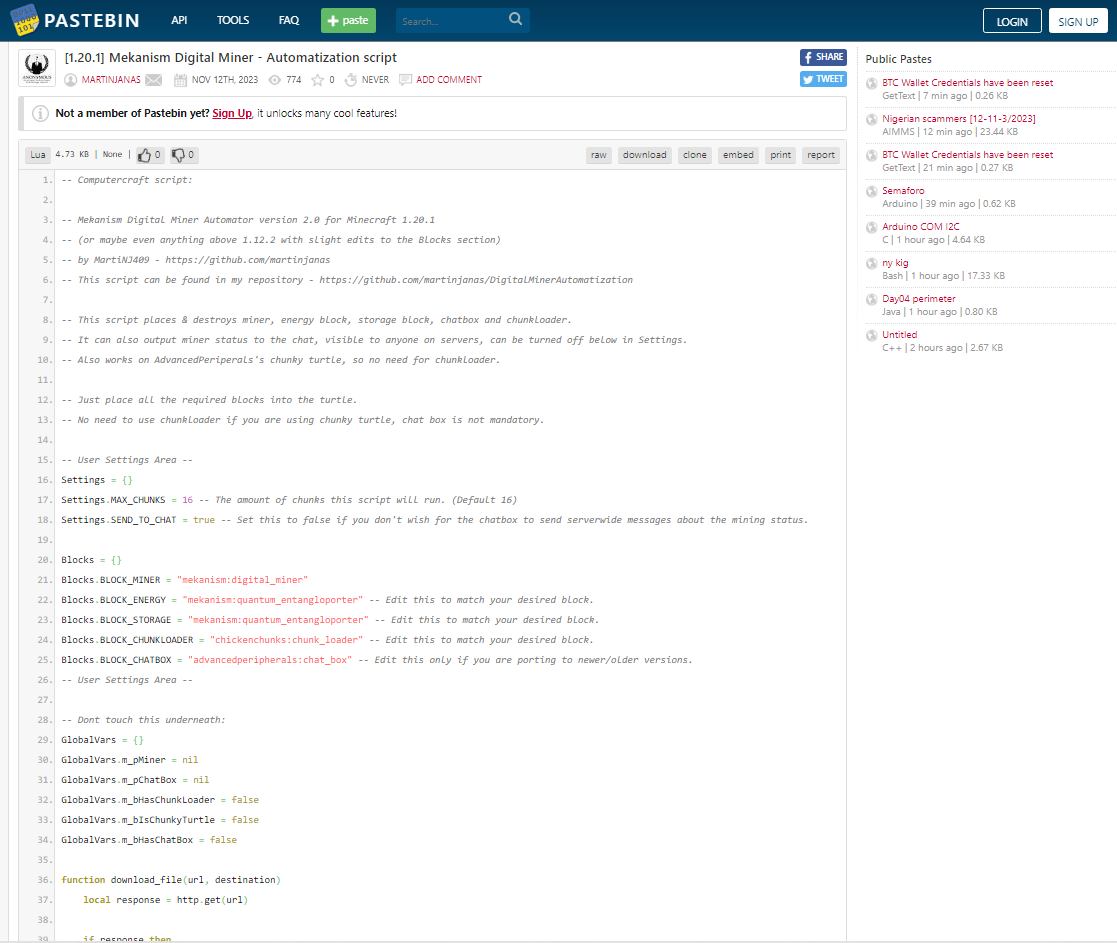 PASTEBIN API TOOLS FAQ + paste Search... LOGIN SIGN UP
[1.20.1] Mekanism Digital Miner - Automatization script
MARTINJANAS NOV 12TH, 2023 774 0 NEVER ADD COMMENT
SHARE
TWEET
Not a member of Pastebin yet? Sign Up, it unlocks many cool features!
Lua 4.73 KB | None | 0 0 raw download clone embed print report
1. -- Computercraft script:
2.
3. -- Mekanism Digital Miner Automator version 2.0 for Minecraft 1.20.1
4. -- (or maybe even anything above 1.12.2 with slight edits to the Blocks section)
5. -- by MartiNJ409 - https://github.com/martinjanas
6. -- This script can be found in my repository - https://github.com/martinjanas/DigitalMinerAutomatization
7.
8. -- This script places & destroys miner, energy block, storage block, chatbox and chunkloader.
9. -- It can also output miner status to the chat, visible to anyone on servers, can be turned off below in Settings.
10. -- Also works on AdvancedPeriperals's chunky turtle, so no need for chunkloader.
11.
12. -- Just place all the required blocks into the turtle.
13. -- No need to use chunkloader if you are using chunky turtle, chat box is not mandatory.
14.
15. -- User Settings Area --
16. Settings = {}
17. Settings.MAX_CHUNKS = 16 -- The amount of chunks this script will run. (Default 16)
18. Settings.SEND_TO_CHAT = true -- Set this to false if you don't wish for the chatbox to send serverwide messages about the mining status.
19.
20. Blocks = {}
21. Blocks.BLOCK_MINER = "mekanism:digital_miner"
22. Blocks.BLOCK_ENERGY = "mekanism:quantum_entangloporter" -- Edit this to match your desired block.
23. Blocks.BLOCK_STORAGE = "mekanism:quantum_entangloporter" -- Edit this to match your desired block.
24. Blocks.BLOCK_CHUNKLOADER = "chickenchunks:chunk_loader" -- Edit this to match your desired block.
25. Blocks.BLOCK_CHATBOX = "advancedperipherals:chat_box" -- Edit this only if you are porting to newer/older versions.
26. -- User Settings Area --
27.
28. -- Dont touch this underneath:
29. GlobalVars = {}
30. GlobalVars.m_pMiner = nil
31. GlobalVars.m_pChatBox = nil
32. GlobalVars.m_bHasChunkLoader = false
33. GlobalVars.m_bIsChunkyTurtle = false
34. GlobalVars.m_bHasChatBox = false
35.
36. function download_file(url, destination)
37. local response = http.get(url)
38.
39. if response then
Public Pastes
BTC Wallet Credentials have been reset
GetText | 7 min ago | 0.26 KB
Nigerian scammers [12-11-3/2023]
AIMMS | 12 min ago | 23.44 KB
BTC Wallet Credentials have been reset
GetText | 21 min ago | 0.27 KB
Semaforo
Arduino | 39 min ago | 0.62 KB
Arduino COM I2C
C | 1 hour ago | 4.64 KB
ny kig
Bash | 1 hour ago | 17.33 KB
Day04 perimeter
Java | 1 hour ago | 0.80 KB
Untitled
C++ | 2 hours ago | 2.67 KB